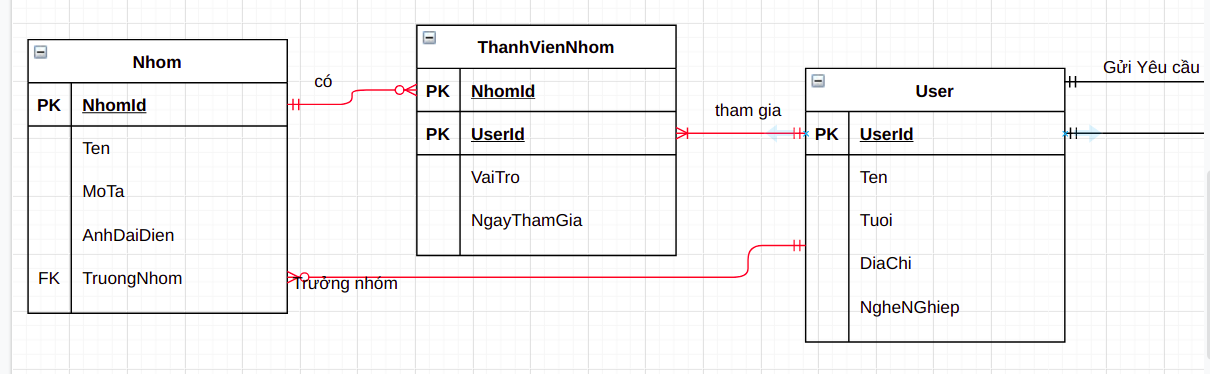 Nhom
PK NhomId
Ten
MoTa
AnhDaiDien
FK TruongNhom
có
ThanhVienNhom
PK NhomId
PK UserId
VaiTro
NgayThamGia
tham gia
Trưởng nhóm
User
PK UserId
Ten
Tuoi
DiaChi
NgheNGhiep
Gửi Yêu cầu